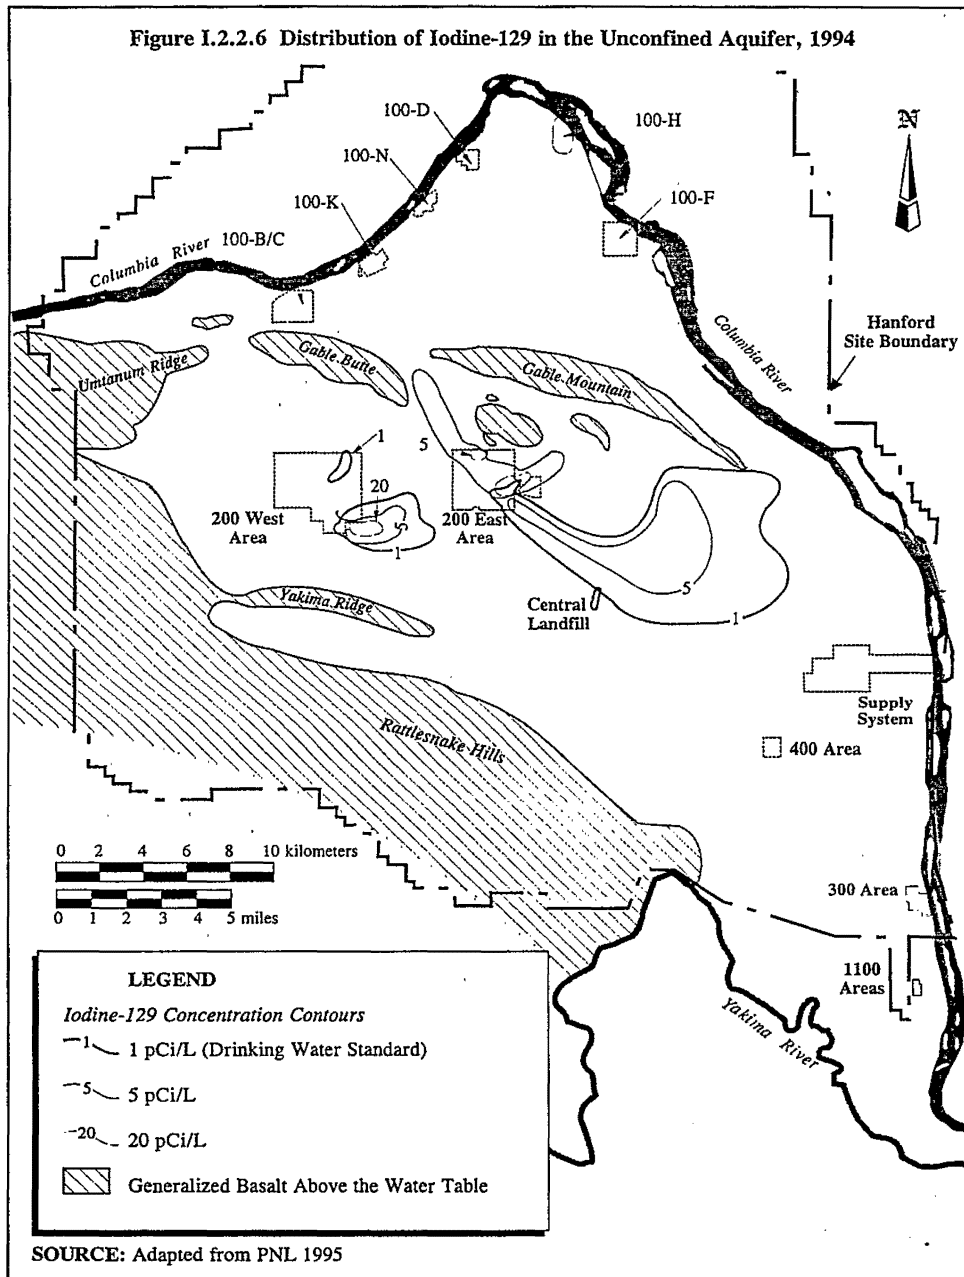 Figure I.2.2.6 Distribution of Iodine-129 in the Unconfined Aquifer, 1994
N
100-D
100-H
100-N
100-K
100-F
100-B/C
Columbia River
Hanford
Site Boundary
Columbia River
Umtanum Ridge
Gable Butte
Gable Mountain
1
5
20
200 West
Area
5
1
200 East
Area
5
1
Central
Landfill
Yakima Ridge
Supply
System
Rattlesnake Hills
400 Area
0 2 4 6 8 10 kilometers
0 1 2 3 4 5 miles
300 Area
1100
Areas
Yakima River
LEGEND
Iodine-129 Concentration Contours
1 1 pCi/L (Drinking Water Standard)
5 5 pCi/L
20 20 pCi/L
Generalized Basalt Above the Water Table
SOURCE: Adapted from PNL 1995